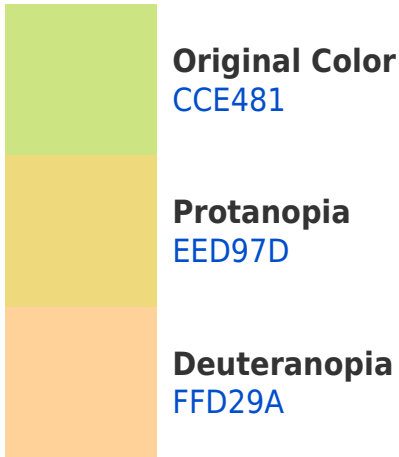 Original Color
CCE481
Protanopia
EED97D
Deuteranopia
FFD29A